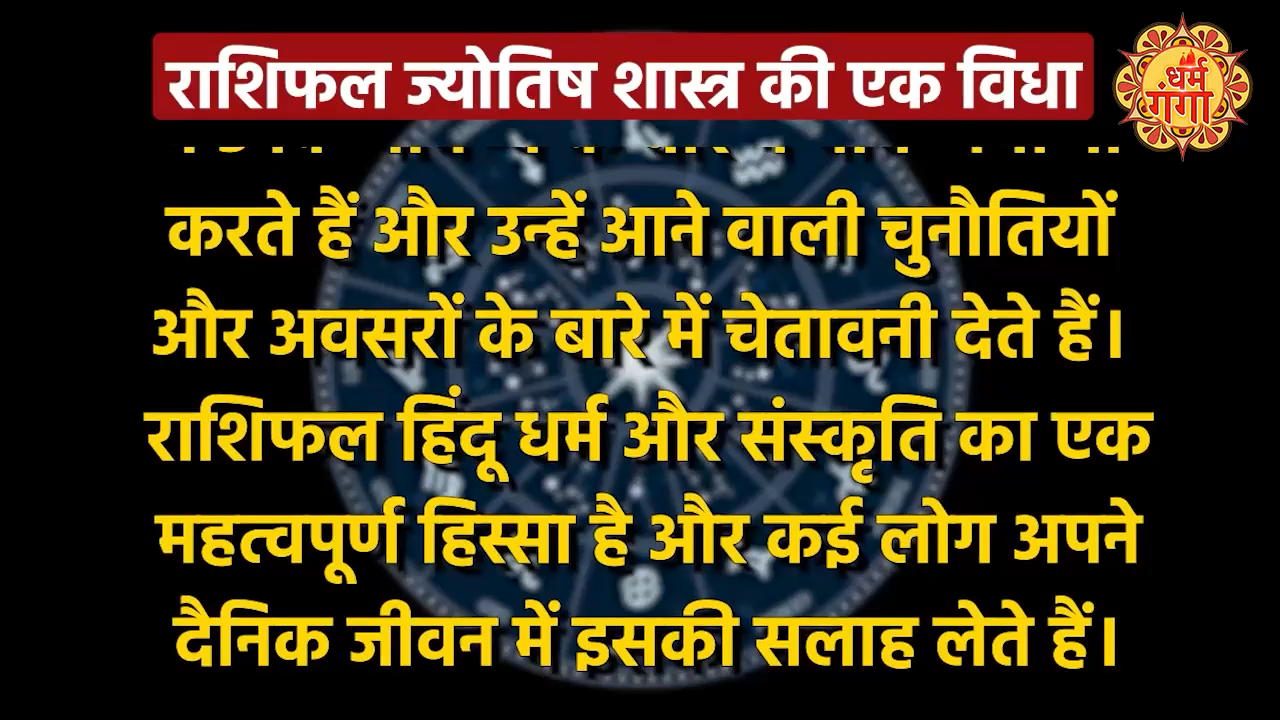 राशिफल ज्योतिष शास्त्र की एक विधा
धर्म
गंगा
करते हैं और उन्हें आने वाली चुनौतियों
और अवसरों के बारे में चेतावनी देते हैं।
राशिफल हिंदू धर्म और संस्कृति का एक
महत्वपूर्ण हिस्सा है और कई लोग अपने
दैनिक जीवन में इसकी सलाह लेते हैं।